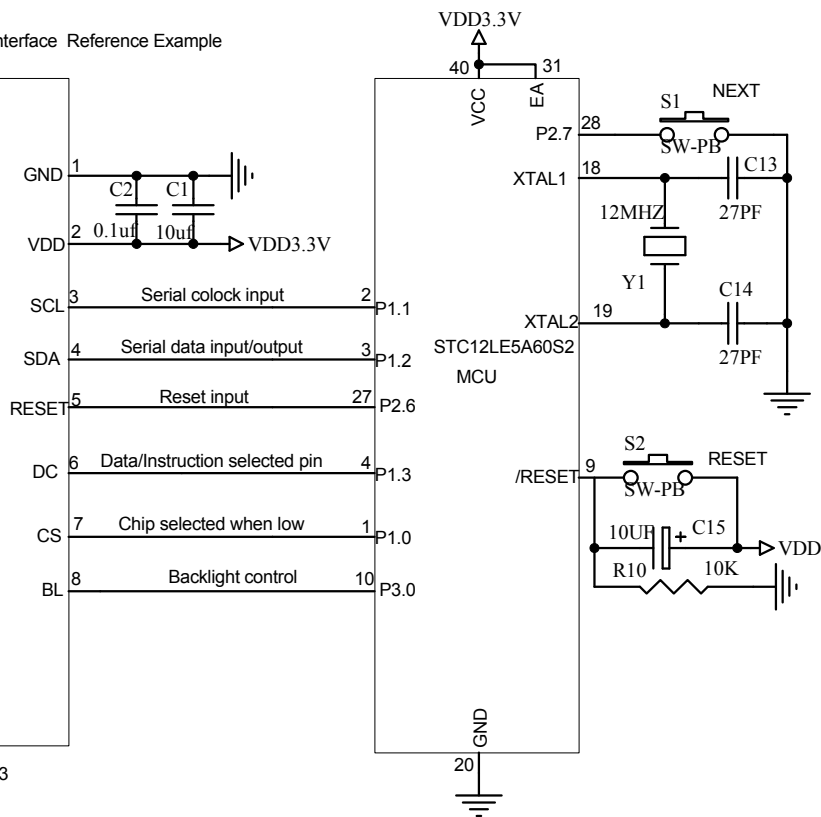 VDD3.3V
nterface Reference Example
40
31
VCC
EA
S1
NEXT
P2.7
28
SW-PB
GND
1
XTAL1
18
C13
C2
C1
12MHZ
27PF
0.1uf
10uf
VDD
2
VDD3.3V
Y1
C14
SCL
3
Serial colock input
2
P1.1
XTAL2
19
SDA
4
Serial data input/output
3
P1.2
STC12LE5A60S2
MCU
27PF
RESET
5
Reset input
27
P2.6
S2
RESET
DC
6
Data/Instruction selected pin
4
P1.3
/RESET
9
SW-PB
CS
7
Chip selected when low
1
P1.0
10UF
+
C15
VDD
BL
8
Backlight control
10
P3.0
R10
10K
GND
20
3